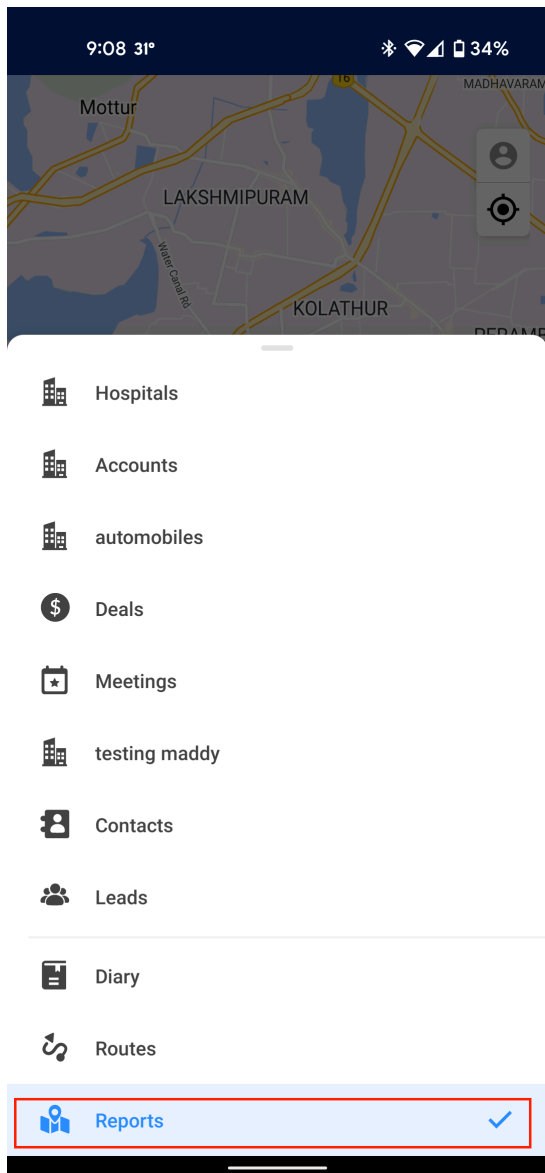 9:08 31° 34%
16
MADHAVARAM
Mottur
LAKSHMIPURAM
Water Canal Rd
KOLATHUR
Hospitals
Accounts
automobiles
Deals
Meetings
testing maddy
Contacts
Leads
Diary
Routes
Reports